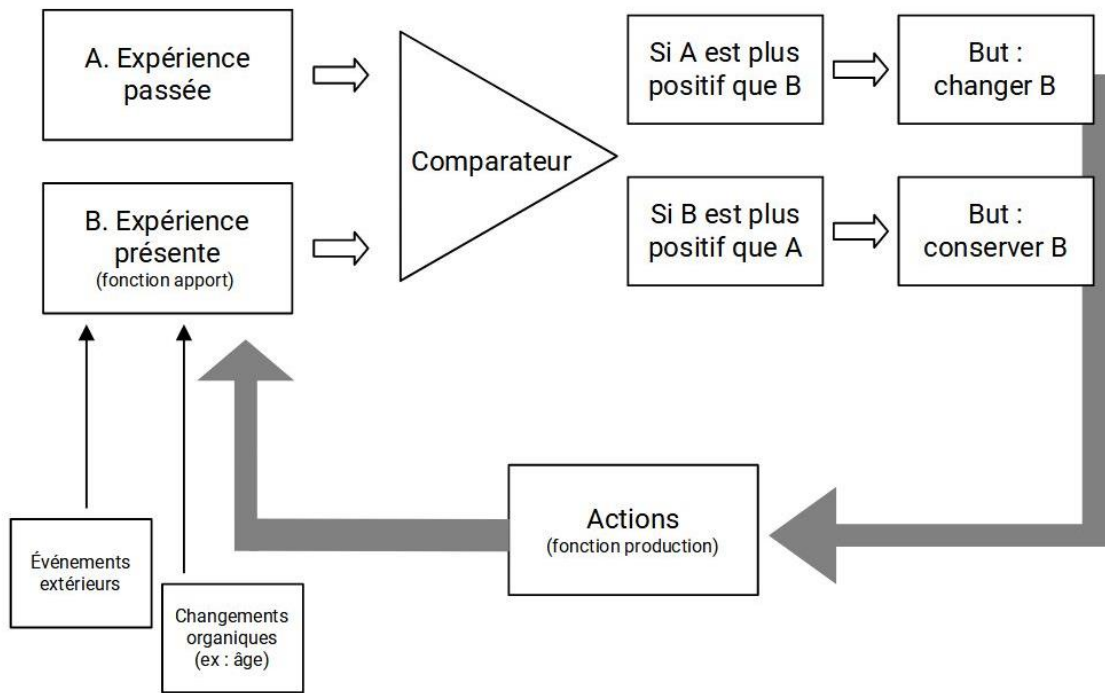 A. Expérience
passée
B. Expérience
présente
(fonction apport)
Comparateur
Si A est plus
positif que B
But :
changer B
Si B est plus
positif que A
But :
conserver B
Actions
(fonction production)
Événements
extérieurs
Changements
organiques
(ex : âge)